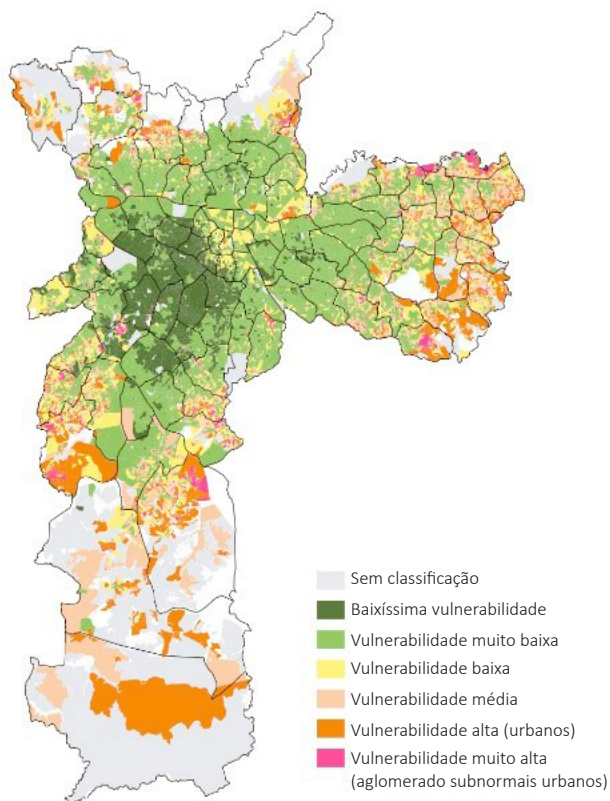 Sem classificação
Baixíssima vulnerabilidade
Vulnerabilidade muito baixa
Vulnerabilidade baixa
Vulnerabilidade média
Vulnerabilidade alta (urbanos)
Vulnerabilidade muito alta
(aglomerado subnormais urbanos)